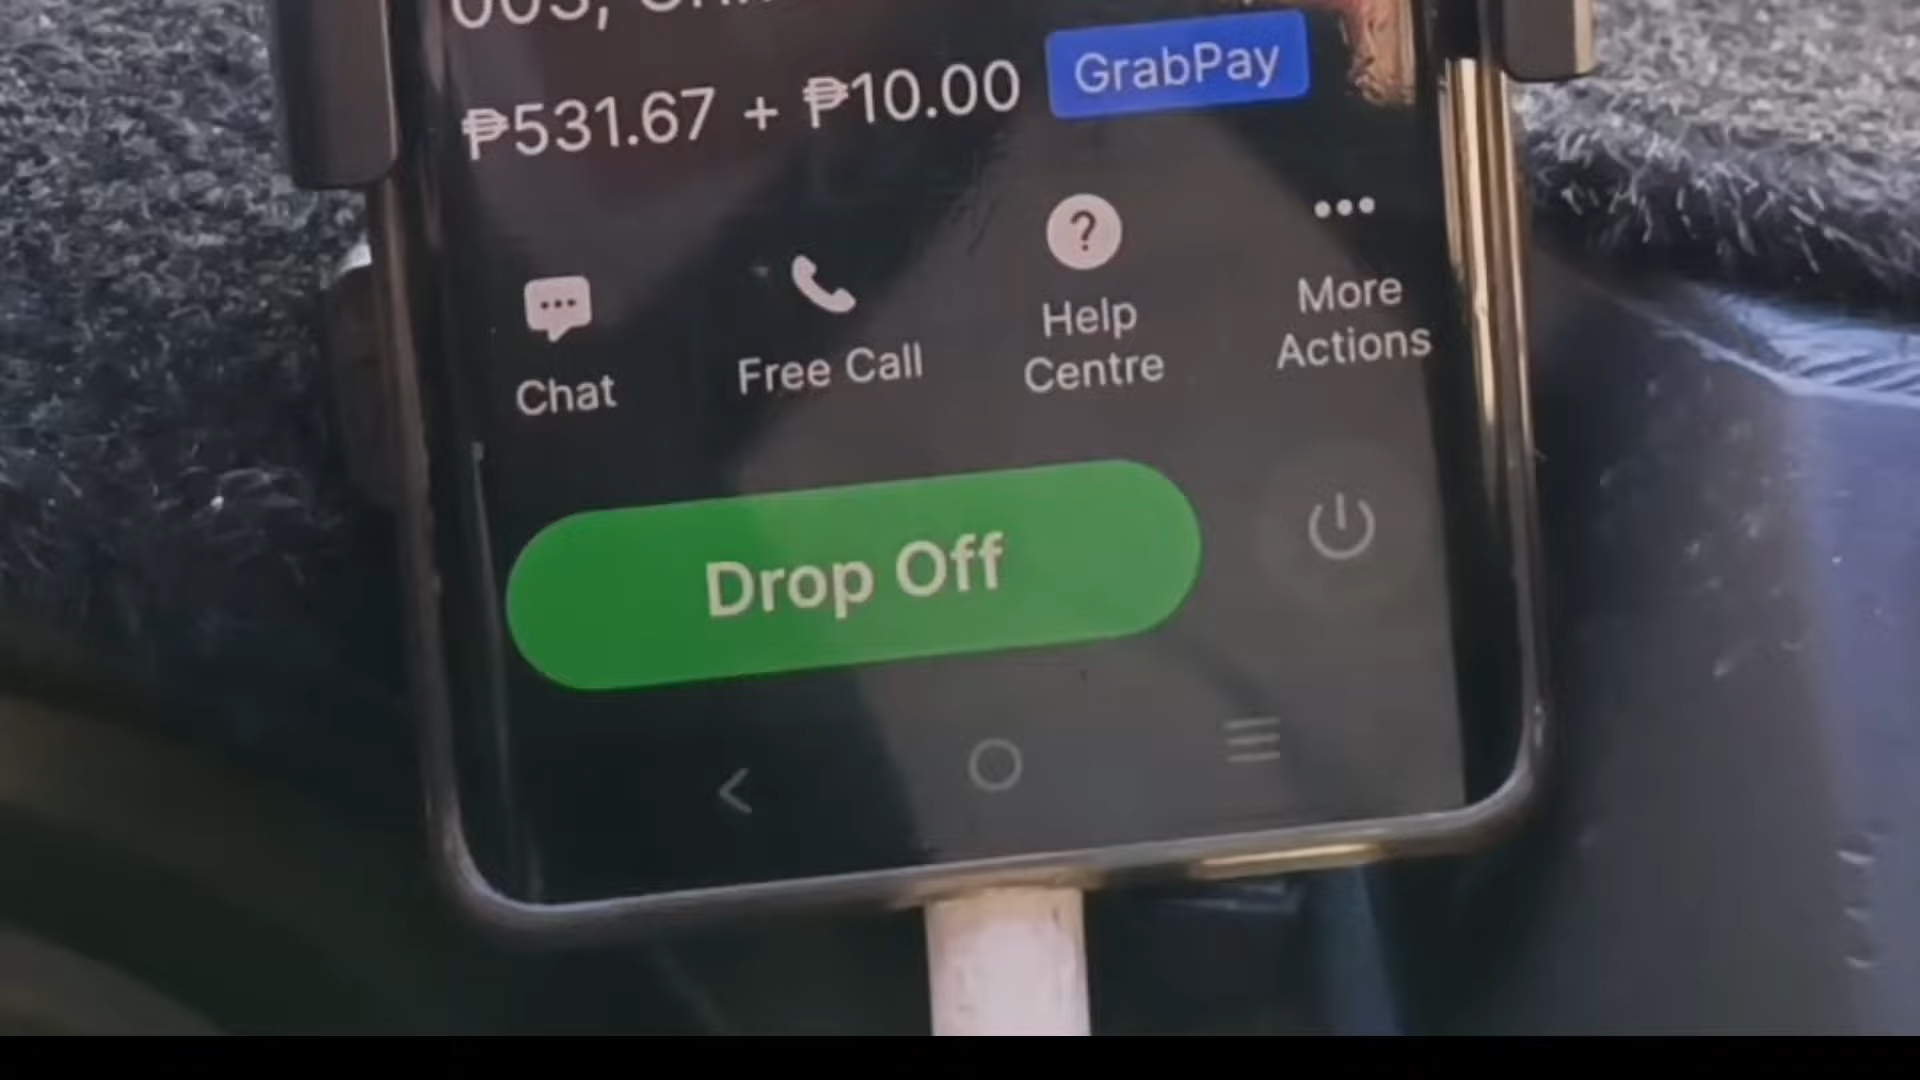 ₱531.67 + ₱10.00 GrabPay
Chat
Free Call
Help
Centre
More
Actions
Drop Off